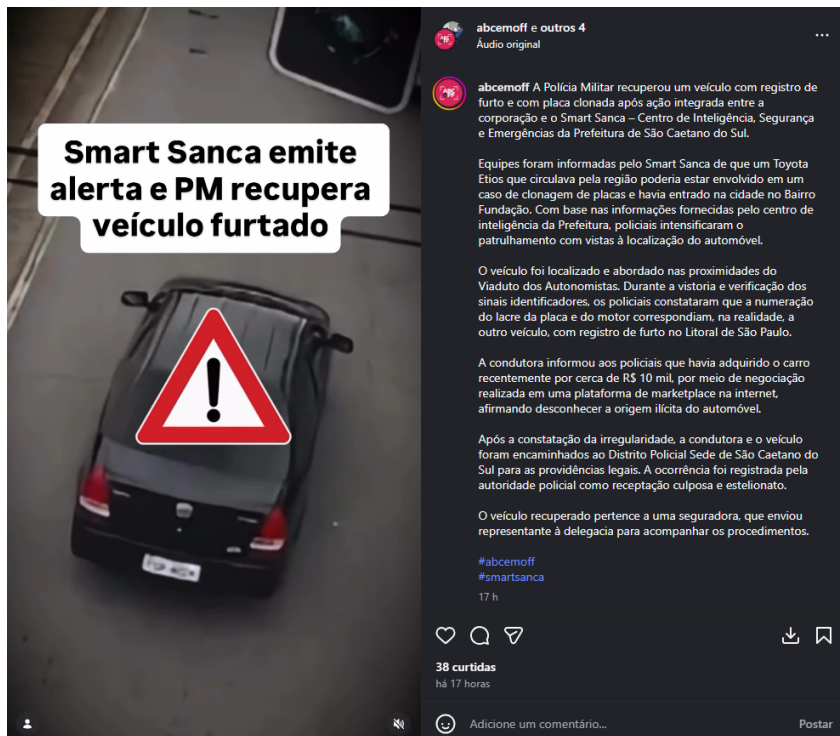 Smart Sanca emite
alerta e PM recupera
veículo furtado
abcemoff e outros 4
Áudio original
abcemoff A Polícia Militar recuperou um veículo com registro de
furto e com placa clonada após ação integrada entre a
corporação e o Smart Sanca – Centro de Inteligência, Segurança
e Emergências da Prefeitura de São Caetano do Sul.
Equipes foram informadas pelo Smart Sanca de que um Toyota
Etios que circulava pela região poderia estar envolvido em um
caso de clonagem de placas e havia entrado na cidade no Bairro
Fundação. Com base nas informações fornecidas pelo centro de
inteligência da Prefeitura, policiais intensificaram o
patrulhamento com vistas à localização do automóvel.
O veículo foi localizado e abordado nas proximidades do
Viaduto dos Autonomistas. Durante a vistoria e verificação dos
sinais identificadores, os policiais constataram que a numeração
do lacre da placa e do motor correspondiam, na realidade, a
outro veículo, com registro de furto no Litoral de São Paulo.
A condutora informou aos policiais que havia adquirido o carro
recentemente por cerca de R$ 10 mil, por meio de negociação
realizada em uma plataforma de marketplace na internet,
afirmando desconhecer a origem ilícita do automóvel.
Após a constatação da irregularidade, a condutora e o veículo
foram encaminhados ao Distrito Policial Sede de São Caetano do
Sul para as providências legais. A ocorrência foi registrada pela
autoridade policial como receptação culposa e estelionato.
O veículo recuperado pertence a uma seguradora, que enviou
representante à delegacia para acompanhar os procedimentos.
#abcemoff
#smartsanca
17 h
38 curtidas
há 17 horas
Adicione um comentário...
Postar